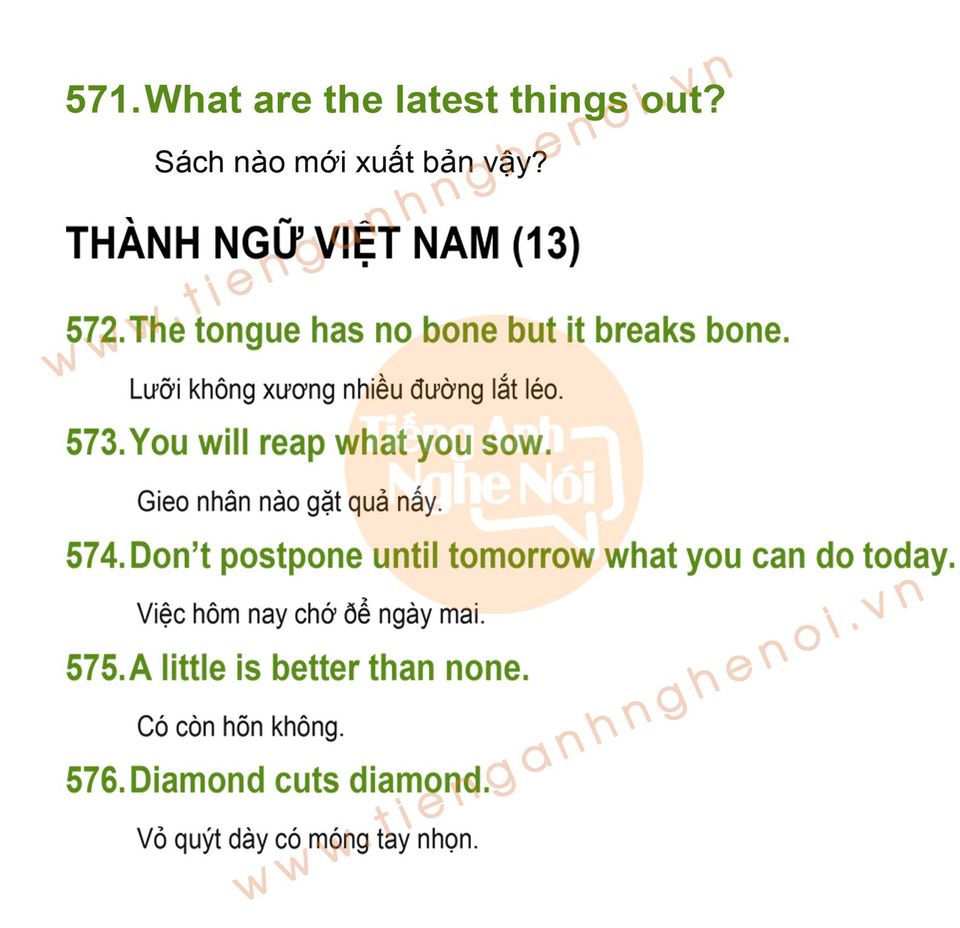 571. What are the latest things out?
Sách nào mới xuất bản vậy?
THÀNH NGỮ VIỆT NAM (13)
572. The tongue has no bone but it breaks bone.
Lưỡi không xương nhiều đường lắt léo.
573. You will reap what you sow.
Gieo nhân nào gặt quả nấy.
574. Don't postpone until tomorrow what you can do today.
Việc hôm nay chớ ðể ngày mai.
575. A little is better than none.
Có còn hõn không.
576. Diamond cuts diamond.
Vỏ quýt dày có móng tay nhọn.
Tiếng Anh
Nghe Nói
www.tienganhnghenoi.vn
www.tienganhnghenoi.vn